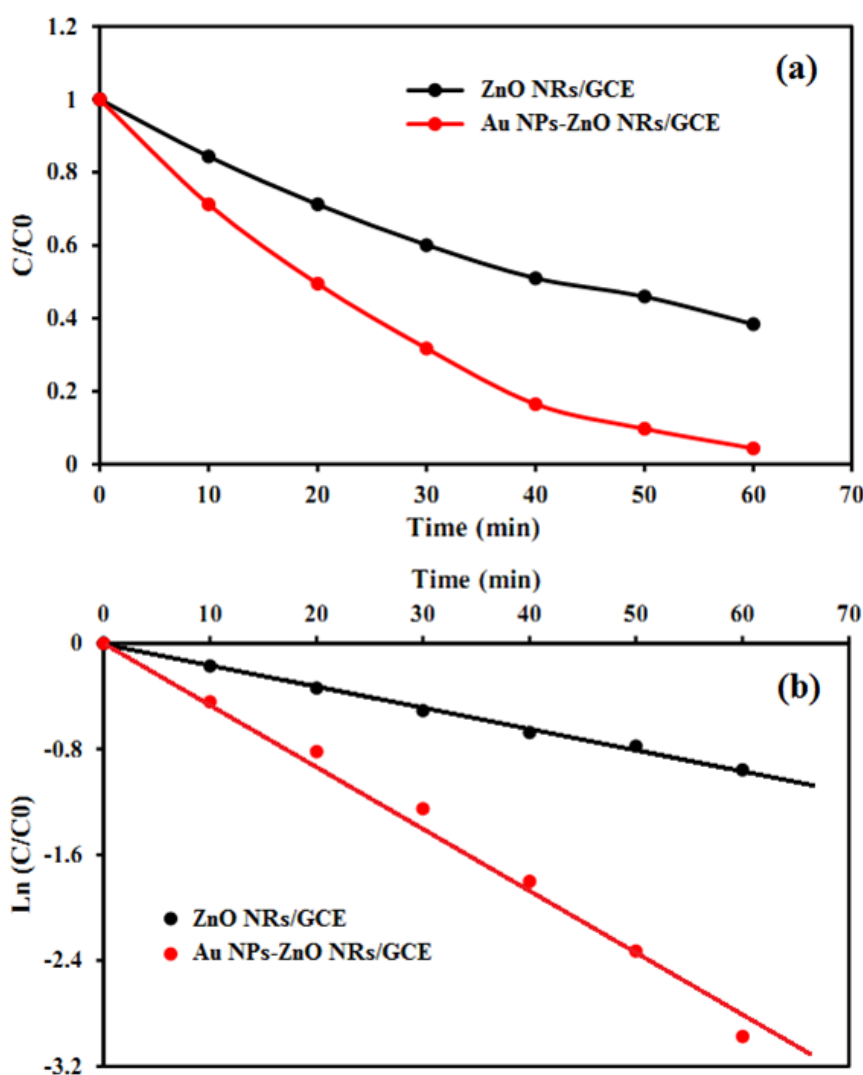 1.2
(a)
ZnO NRs/GCE
1
Au NPs-ZnO NRs/GCE
0.8
C/C0
0.6
0.4
0.2
0
0 10 20 30 40 50 60 70
Time (min)
Time (min)
0 10 20 30 40 50 60 70
0
(b)
-0.8
Ln (C/C0)
-1.6
ZnO NRs/GCE
Au NPs-ZnO NRs/GCE
-2.4
-3.2